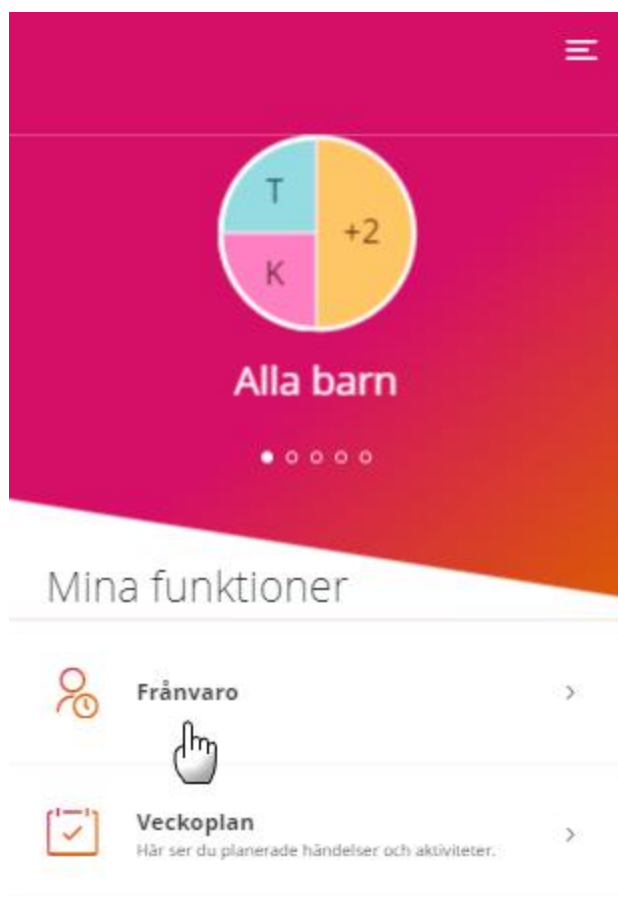 T
+2
K
Alla barn
Mina funktioner
Frånvaro
Veckoplan
Här ser du planerade händelser och aktiviteter.